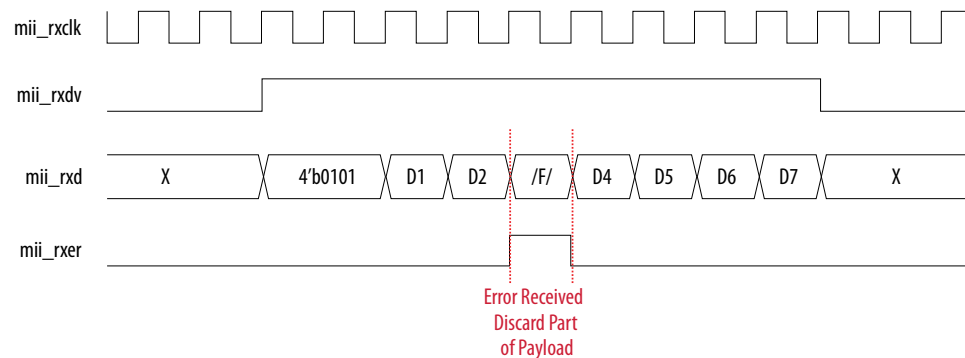 mii_rxclk
mii_rxdv
mii_rxd X 4'b0101 D1 D2 /F/ D4 D5 D6 D7 X
mii_rxer
Error Received
Discard Part
of Payload